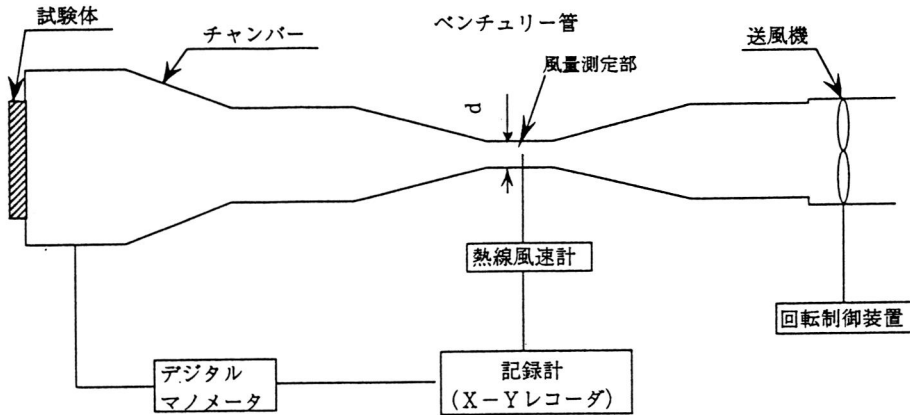 試験体
チャンバー
ベンチュリー管
風量測定部
送風機
d
熱線風速計
回転制御装置
デジタル
マノメータ
記録計
(X－Yレコーダ)